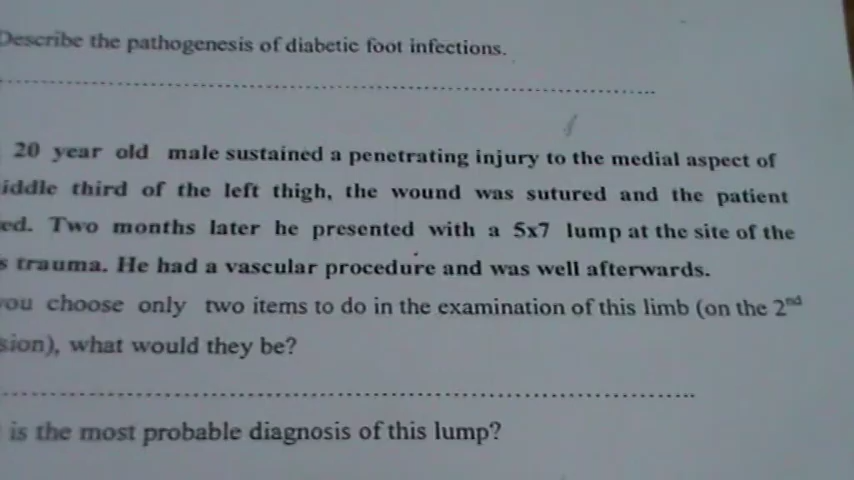 Describe the pathogenesis of diabetic foot infections.
20 year old male sustained a penetrating injury to the medial aspect of
iddle third of the left thigh, the wound was sutured and the patient
ed. Two months later he presented with a 5x7 lump at the site of the
s trauma. He had a vascular procedure and was well afterwards.
you choose only two items to do in the examination of this limb (on the 2nd
sion), what would they be?
is the most probable diagnosis of this lump?